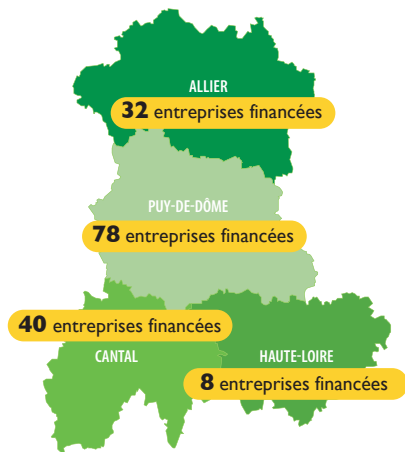 ALLIER
32 entreprises financées
PUY-DE-DÔME
78 entreprises financées
40 entreprises financées
CANTAL
HAUTE-LOIRE
8 entreprises financées